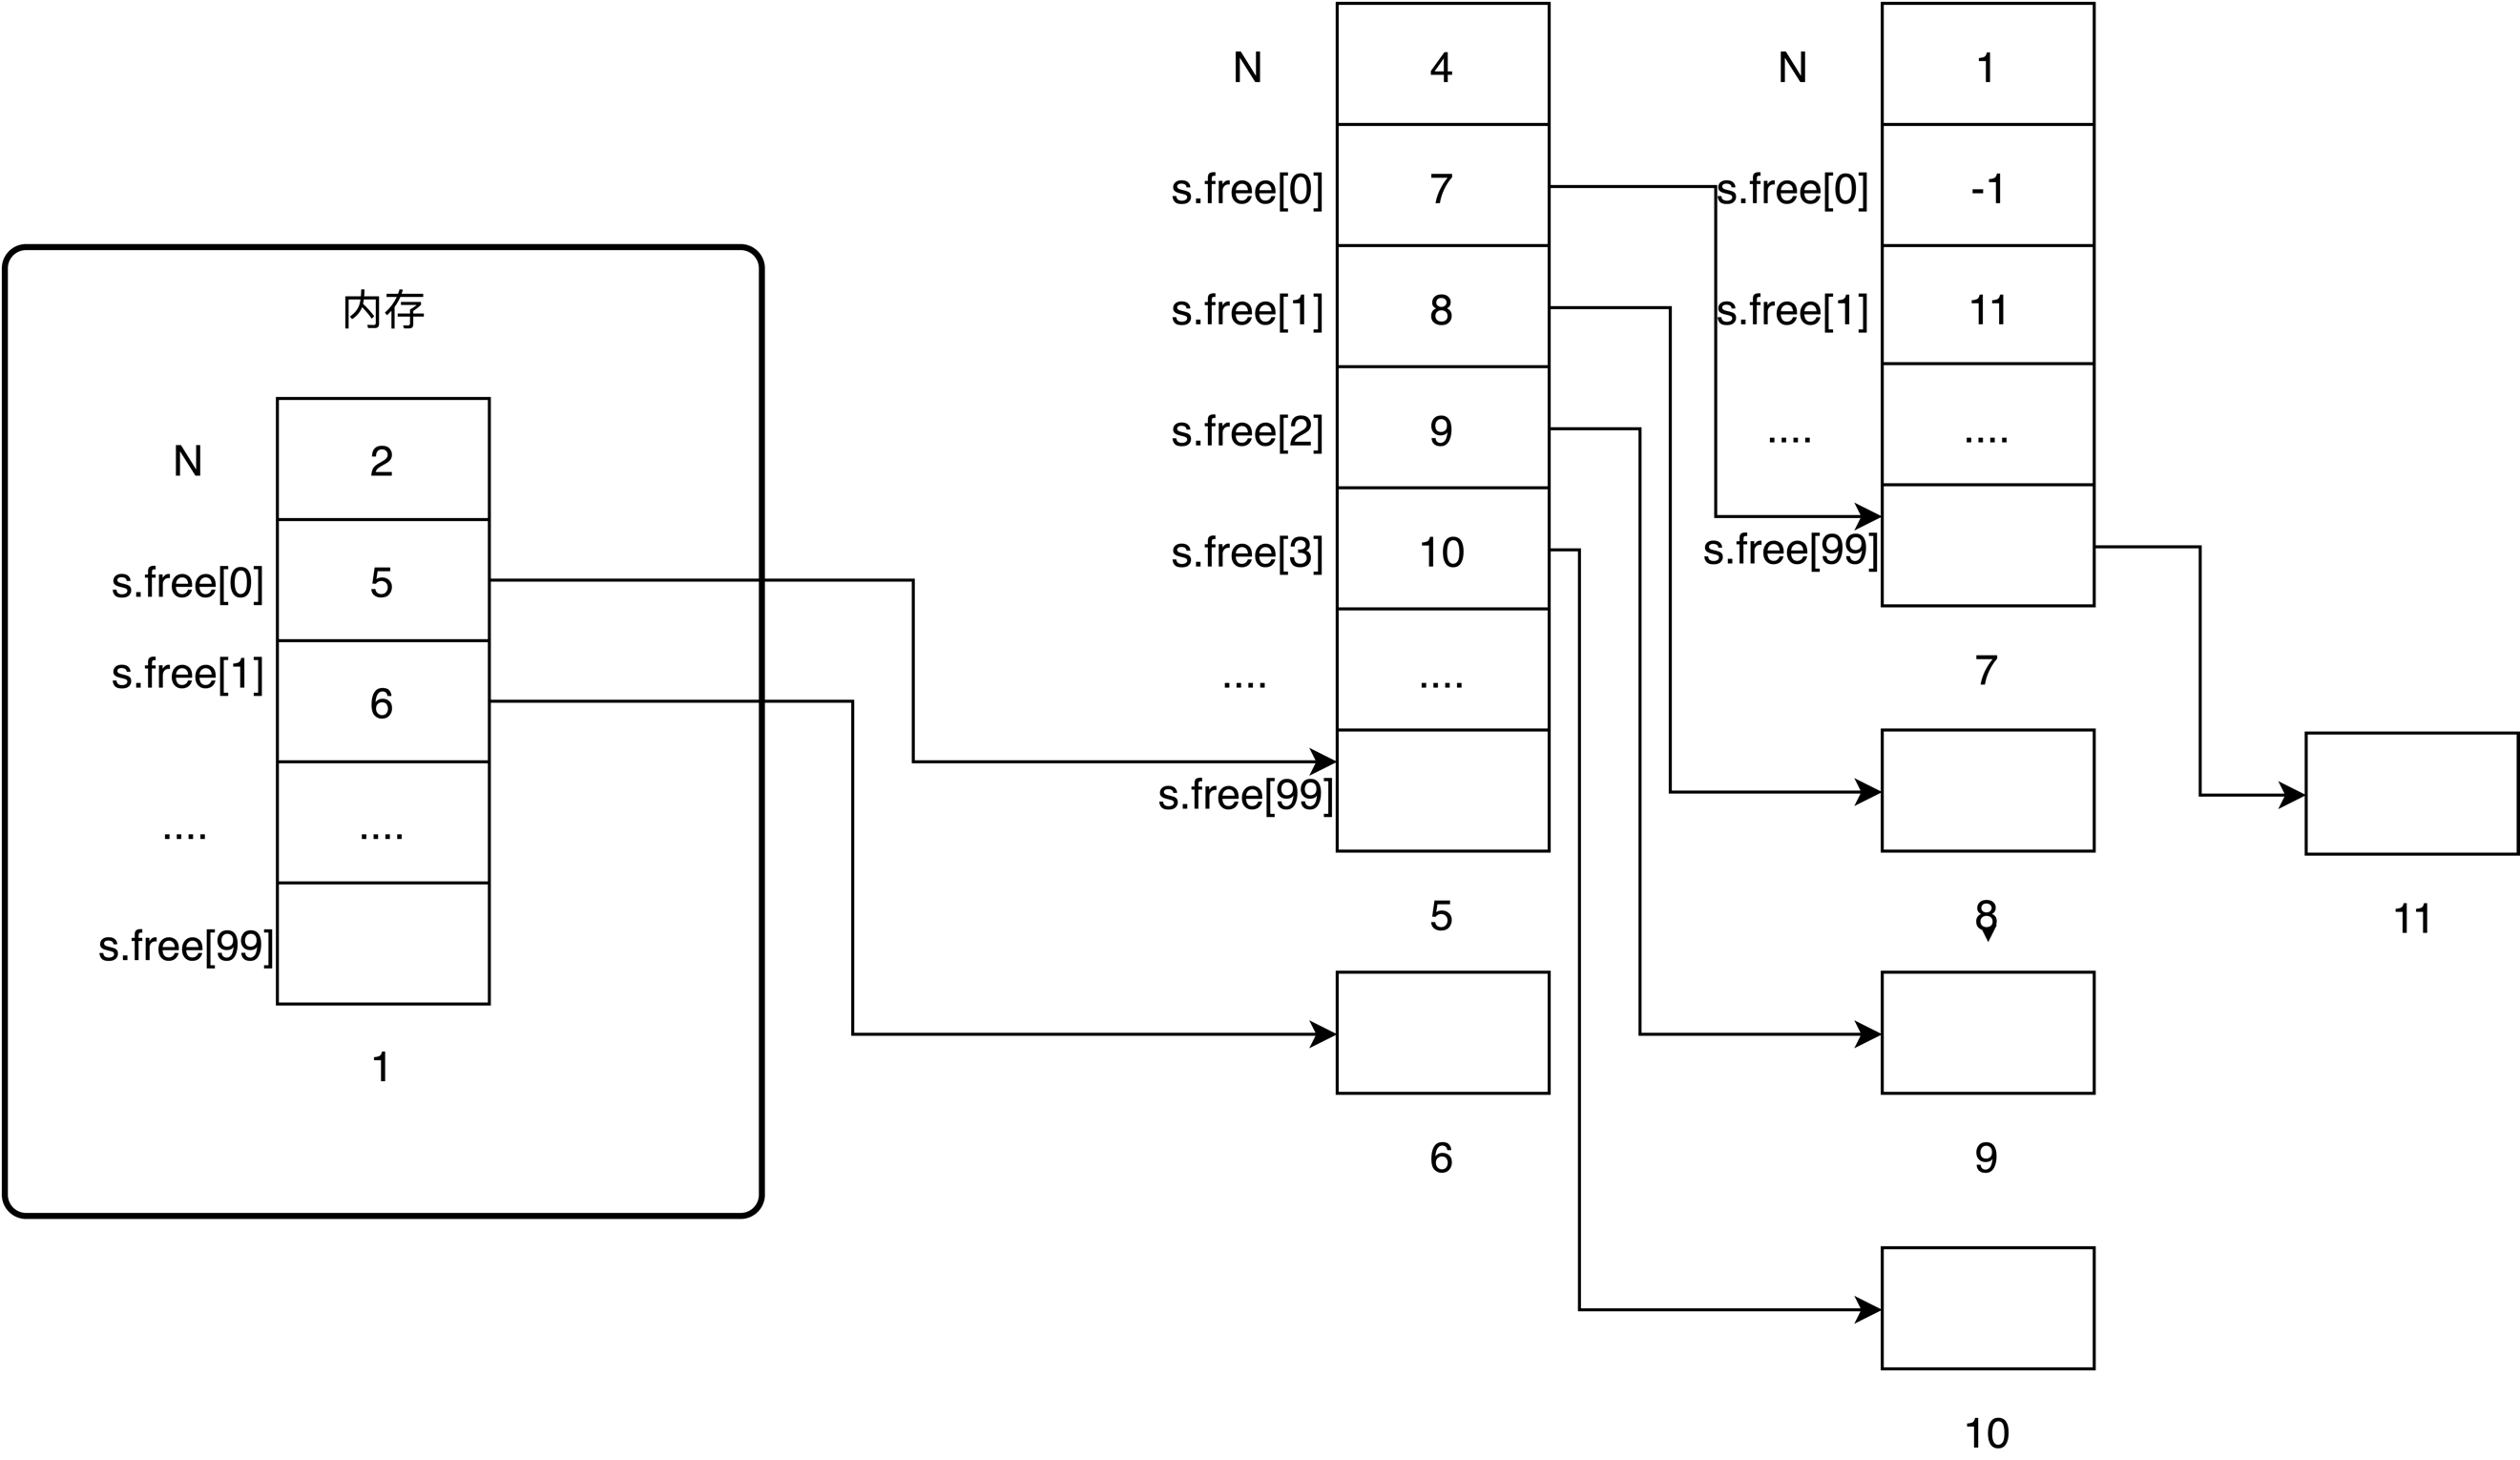 内存
N 2
s.free[0] 5
s.free[1] 6
.... ....
s.free[99]
1
N 4
s.free[0] 7
s.free[1] 8
s.free[2] 9
s.free[3] 10
.... ....
s.free[99]
5
6
N 1
s.free[0] -1
s.free[1] 11
.... ....
s.free[99]
7
8
9
10
11